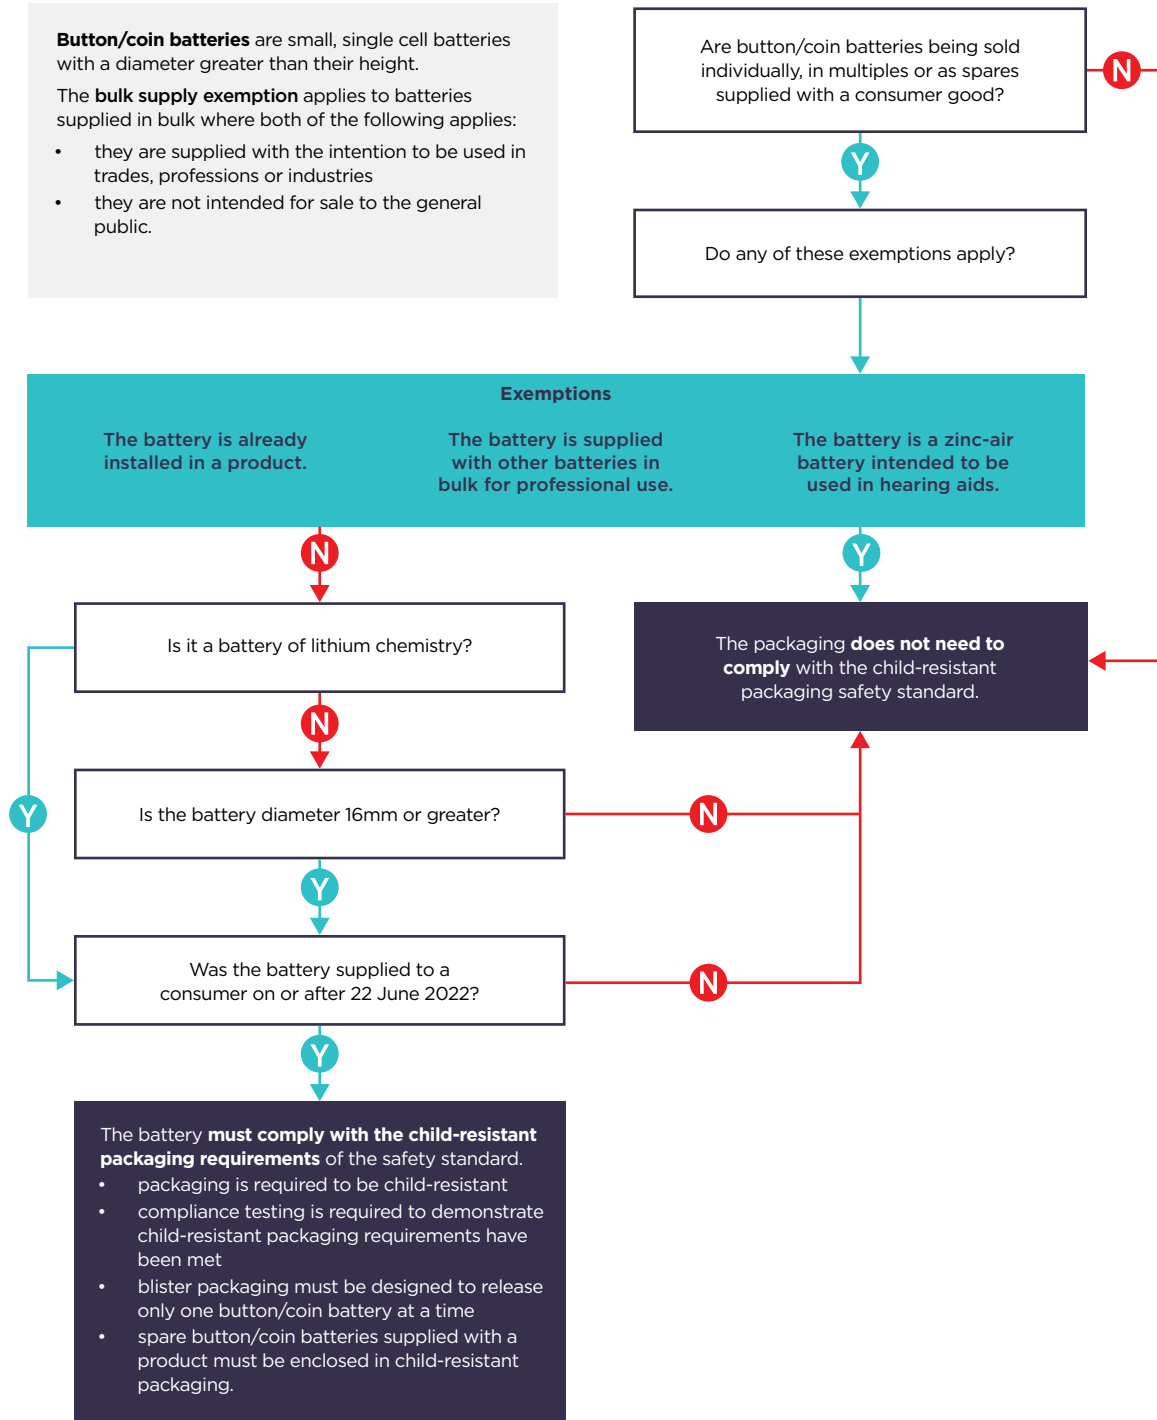 Button/coin batteries are small, single cell batteries
with a diameter greater than their height.
The bulk supply exemption applies to batteries
supplied in bulk where both of the following applies:
• they are supplied with the intention to be used in
trades, professions or industries
• they are not intended for sale to the general
public.
Are button/coin batteries being sold
individually, in multiples or as spares
supplied with a consumer good?
N
Y
Do any of these exemptions apply?
Exemptions
The battery is already
installed in a product.
The battery is supplied
with other batteries in
bulk for professional use.
The battery is a zinc-air
battery intended to be
used in hearing aids.
N
Y
Is it a battery of lithium chemistry?
The packaging does not need to
comply with the child-resistant
packaging safety standard.
N
Y
Is the battery diameter 16mm or greater?
N
Y
Was the battery supplied to a
consumer on or after 22 June 2022?
N
Y
The battery must comply with the child-resistant
packaging requirements of the safety standard.
• packaging is required to be child-resistant
• compliance testing is required to demonstrate
child-resistant packaging requirements have
been met
• blister packaging must be designed to release
only one button/coin battery at a time
• spare button/coin batteries supplied with a
product must be enclosed in child-resistant
packaging.